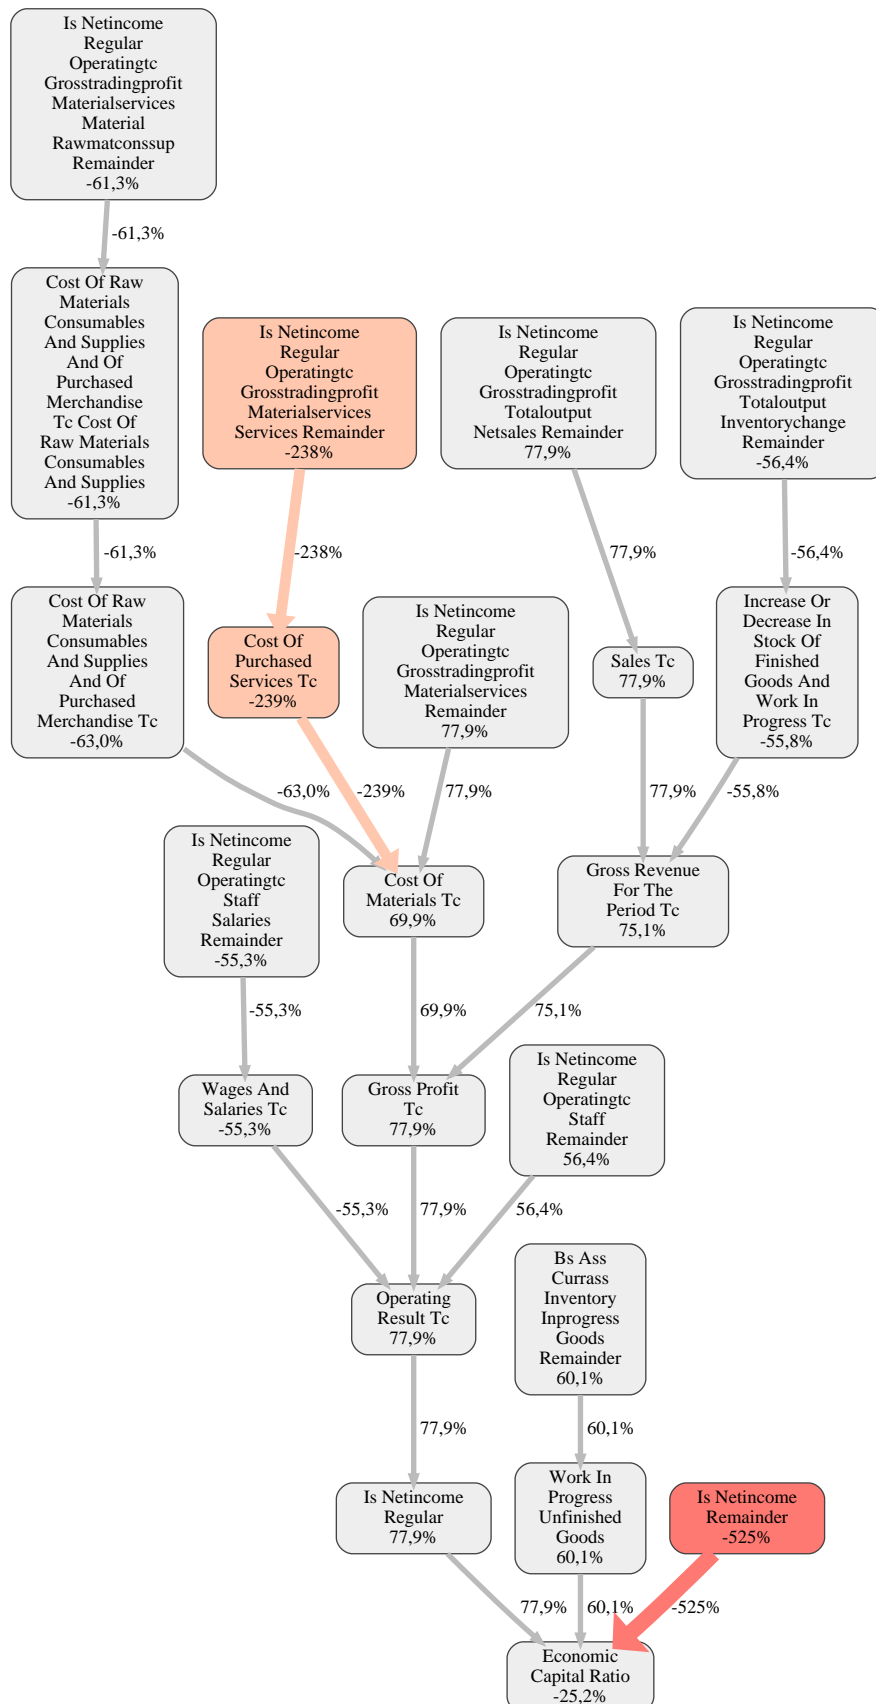 Is Netincome
Regular
Operatingtc
Grosstradingprofit
Materialservices
Material
Rawmatconssup
Remainder
-61,3%
-61,3%
Cost Of Raw
Materials
Consumables
And Supplies
And Of
Purchased
Merchandise
Tc Cost Of
Raw Materials
Consumables
And Supplies
-61,3%
Is Netincome
Regular
Operatingtc
Grosstradingprofit
Materialservices
Services Remainder
-238%
Is Netincome
Regular
Operatingtc
Grosstradingprofit
Totaloutput
Netsales Remainder
77,9%
Is Netincome
Regular
Operatingtc
Grosstradingprofit
Totaloutput
Inventorychange
Remainder
-56,4%
-61,3%
-238%
77,9%
-56,4%
Cost Of Raw
Materials
Consumables
And Supplies
And Of
Purchased
Merchandise Tc
-63,0%
Cost Of
Purchased
Services Tc
-239%
Is Netincome
Regular
Operatingtc
Grosstradingprofit
Materialservices
Remainder
77,9%
Sales Tc
77,9%
Increase Or
Decrease In
Stock Of
Finished
Goods And
Work In
Progress Tc
-55,8%
-63,0%
-239%
77,9%
77,9%
-55,8%
Is Netincome
Regular
Operatingtc
Staff
Salaries
Remainder
-55,3%
Cost Of
Materials Tc
69,9%
Gross Revenue
For The
Period Tc
75,1%
-55,3%
69,9%
75,1%
Wages And
Salaries Tc
-55,3%
Gross Profit
Tc
77,9%
Is Netincome
Regular
Operatingtc
Staff
Remainder
56,4%
-55,3%
77,9%
56,4%
Operating
Result Tc
77,9%
Bs Ass
Currass
Inventory
Inprogress
Goods
Remainder
60,1%
77,9%
60,1%
Is Netincome
Regular
77,9%
Work In
Progress
Unfinished
Goods
60,1%
Is Netincome
Remainder
-525%
77,9%
60,1%
-525%
Economic
Capital Ratio
-25,2%